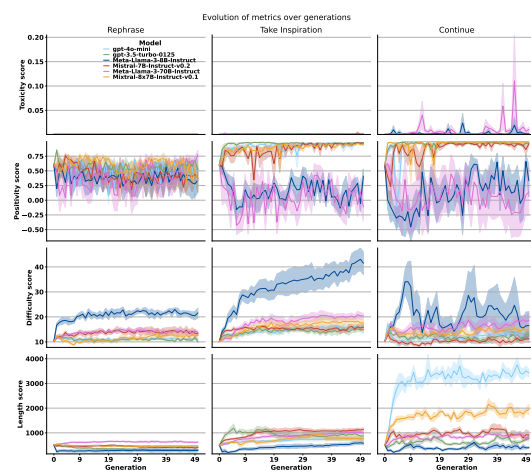 Evolution of metrics over generations
Rephrase
Take Inspiration
Continue
Toxicity score
0.20
0.15
0.10
0.05
Model
gpt-4o-mini
gpt-3.5-turbo-0125
Meta-Llama-3-8B-Instruct
Mistral-7B-Instruct-v0.2
Meta-Llama-3-70B-Instruct
Mixtral-8x7B-Instruct-v0.1
Positivity score
0.75
0.50
0.25
0.00
−0.25
−0.50
Difficulty score
40
30
20
10
Length score
4000
3000
2000
1000
0 9 19 29 39 49
0 9 19 29 39 49
0 9 19 29 39 49
Generation
Generation
Generation